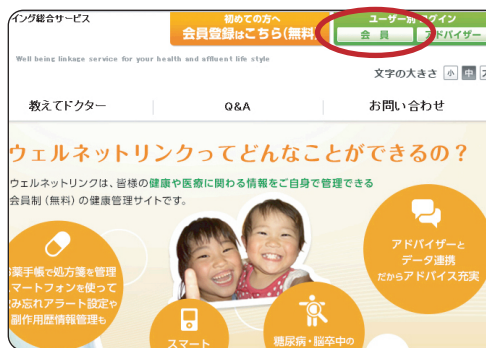 イング総合サービス
初めての方へ
会員登録はこちら(無料)
ユーザー別ログイン
会 員
アドバイザー
Well being linkage service for your health and affluent life style
文字の大きさ 小 中
教えてドクター
Q&A
お問い合わせ
ウェルネットリンクってどんなことができるの？
ウェルネットリンクは、皆様の健康や医療に関わる情報をご自身で管理できる
会員制（無料）の健康管理サイトです。
薬手帳で処方箋を管理
マートフォンを使って
み忘れアラート設定や
副作用歴情報管理も
アドバイザーと
データ連携
だからアドバイス充実
スマート
糖尿病・脳卒中の